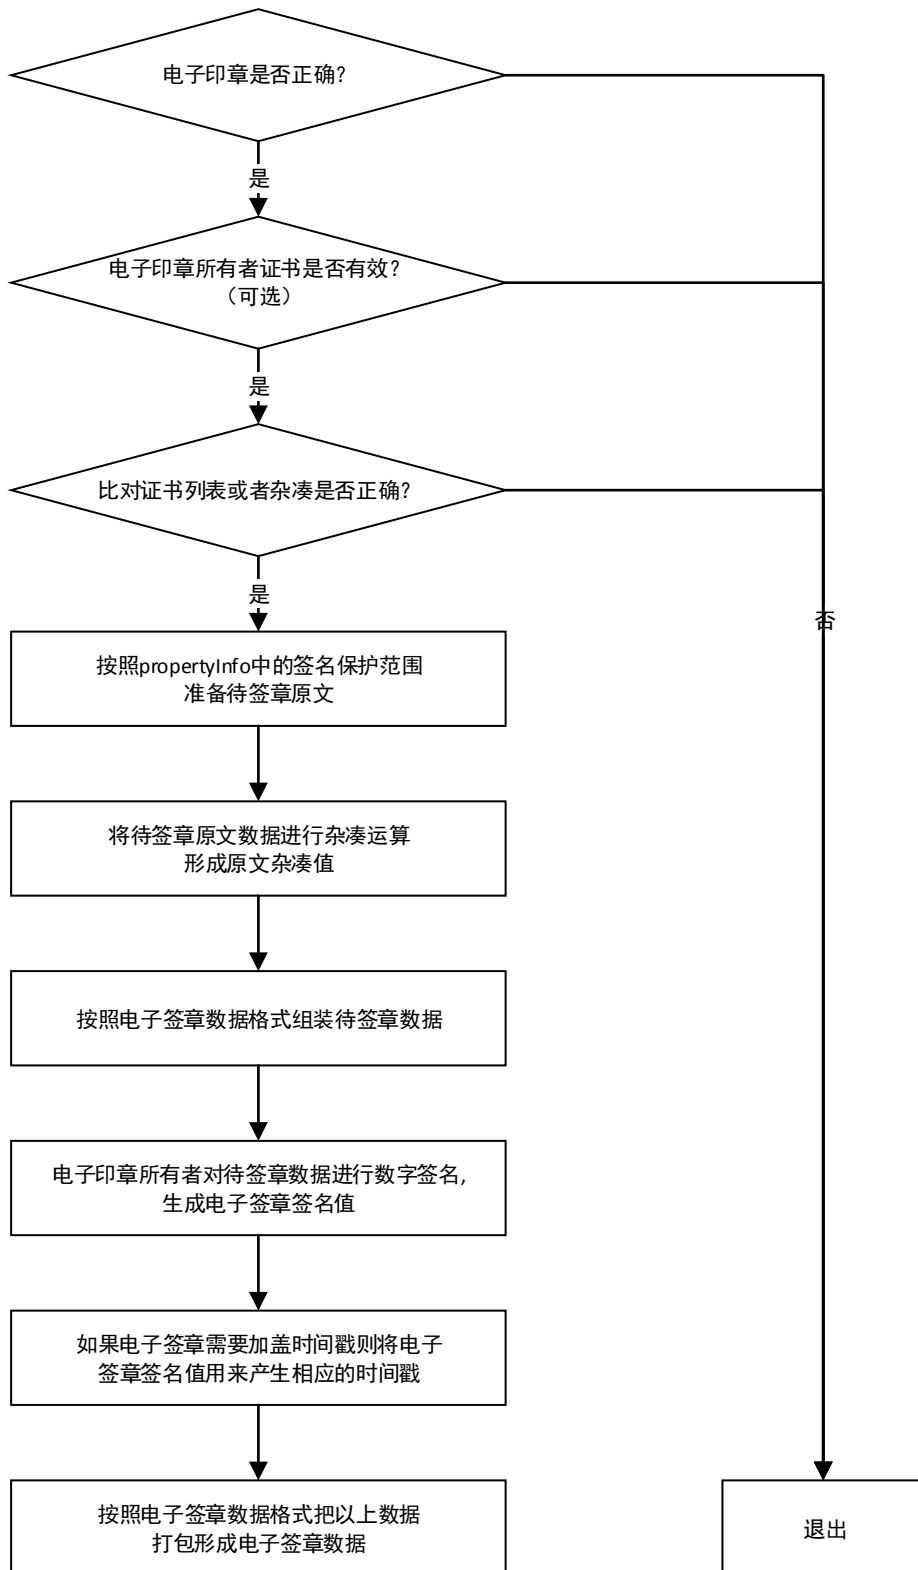 电子印章是否正确?
是
电子印章所有者证书是否有效?
（可选）
是
比对证书列表或者杂凑是否正确?
是
否
按照propertyInfo中的签名保护范围
准备待签章原文
将待签章原文数据进行杂凑运算
形成原文杂凑值
按照电子签章数据格式组装待签章数据
电子印章所有者对待签章数据进行数字签名,
生成电子签章签名值
如果电子签章需要加盖时间戳则将电子
签章签名值用来产生相应的时间戳
按照电子签章数据格式把以上数据
打包形成电子签章数据
退出